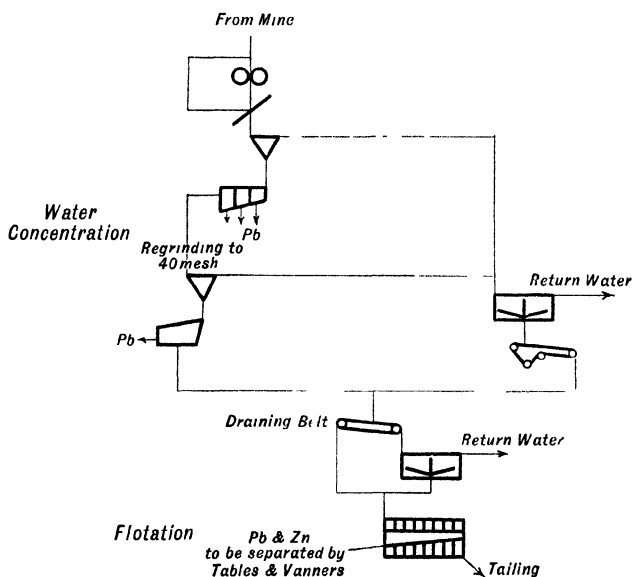 From Mine
Water
Concentration
Pb
Regrinding to
40 mesh
Return Water
Pb
Draining Belt
Return Water
Flotation
Pb & Zn
to be separated by
Tables & Vanners
Tailing